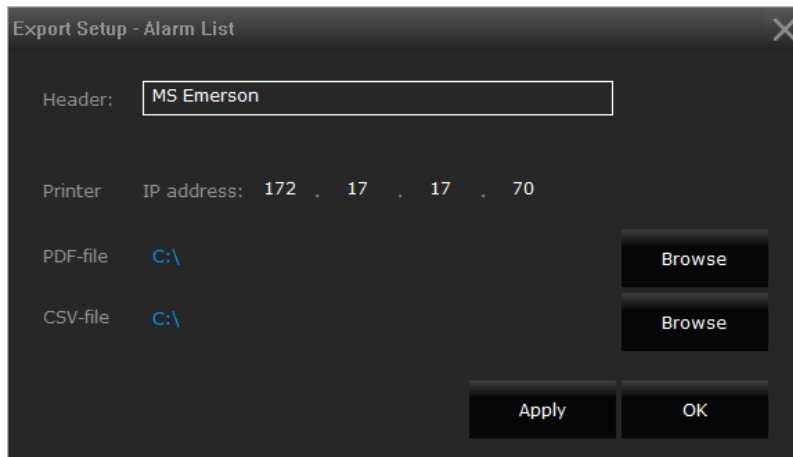 Export Setup - Alarm List
Header: MS Emerson
Printer IP address: 172 . 17 . 17 . 70
PDF-file C:\ Browse
CSV-file C:\ Browse
Apply OK